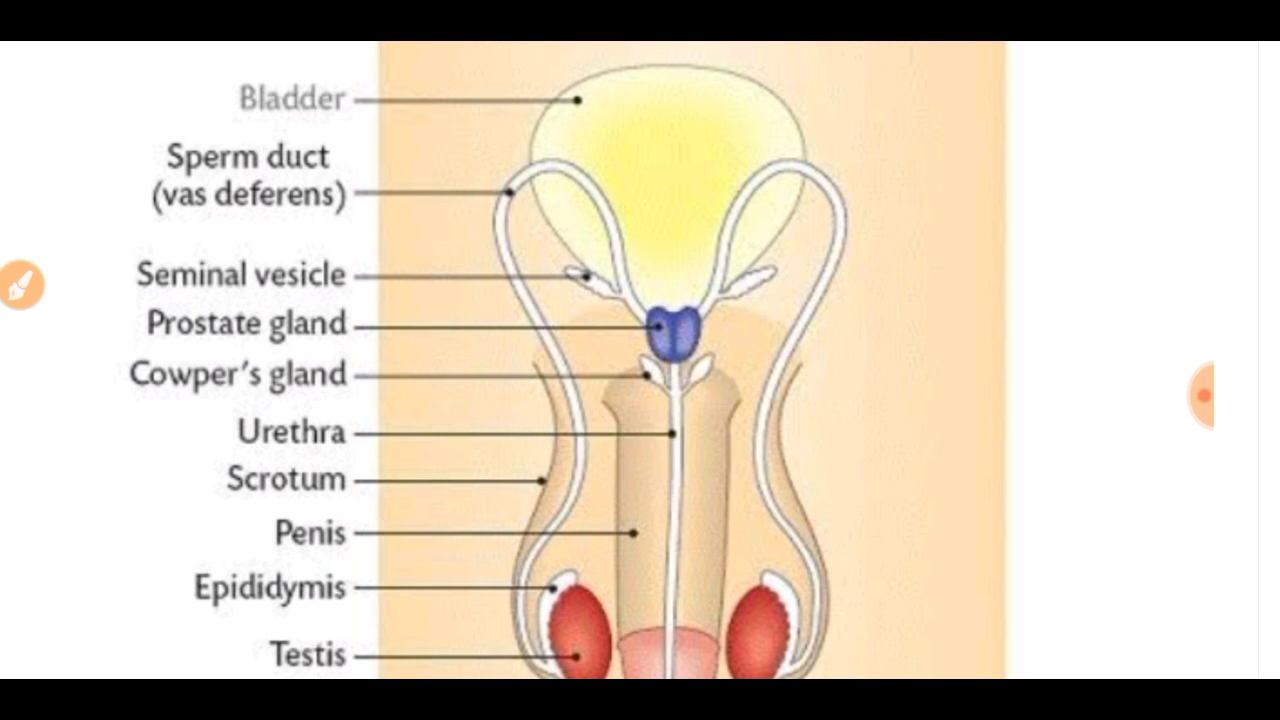 Bladder
Sperm duct
(vas deferens)
Seminal vesicle
Prostate gland
Cowper's gland
Urethra
Scrotum
Penis
Epididymis
Testis